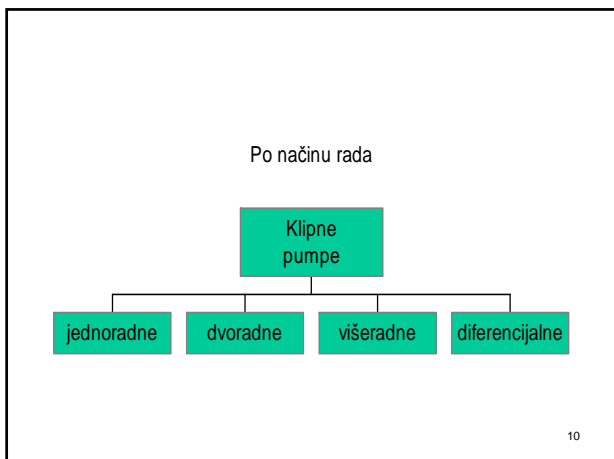 Po načinu rada
Klipne
pumpe
jednoradne
dvoradne
višeradne
diferencijalne
10